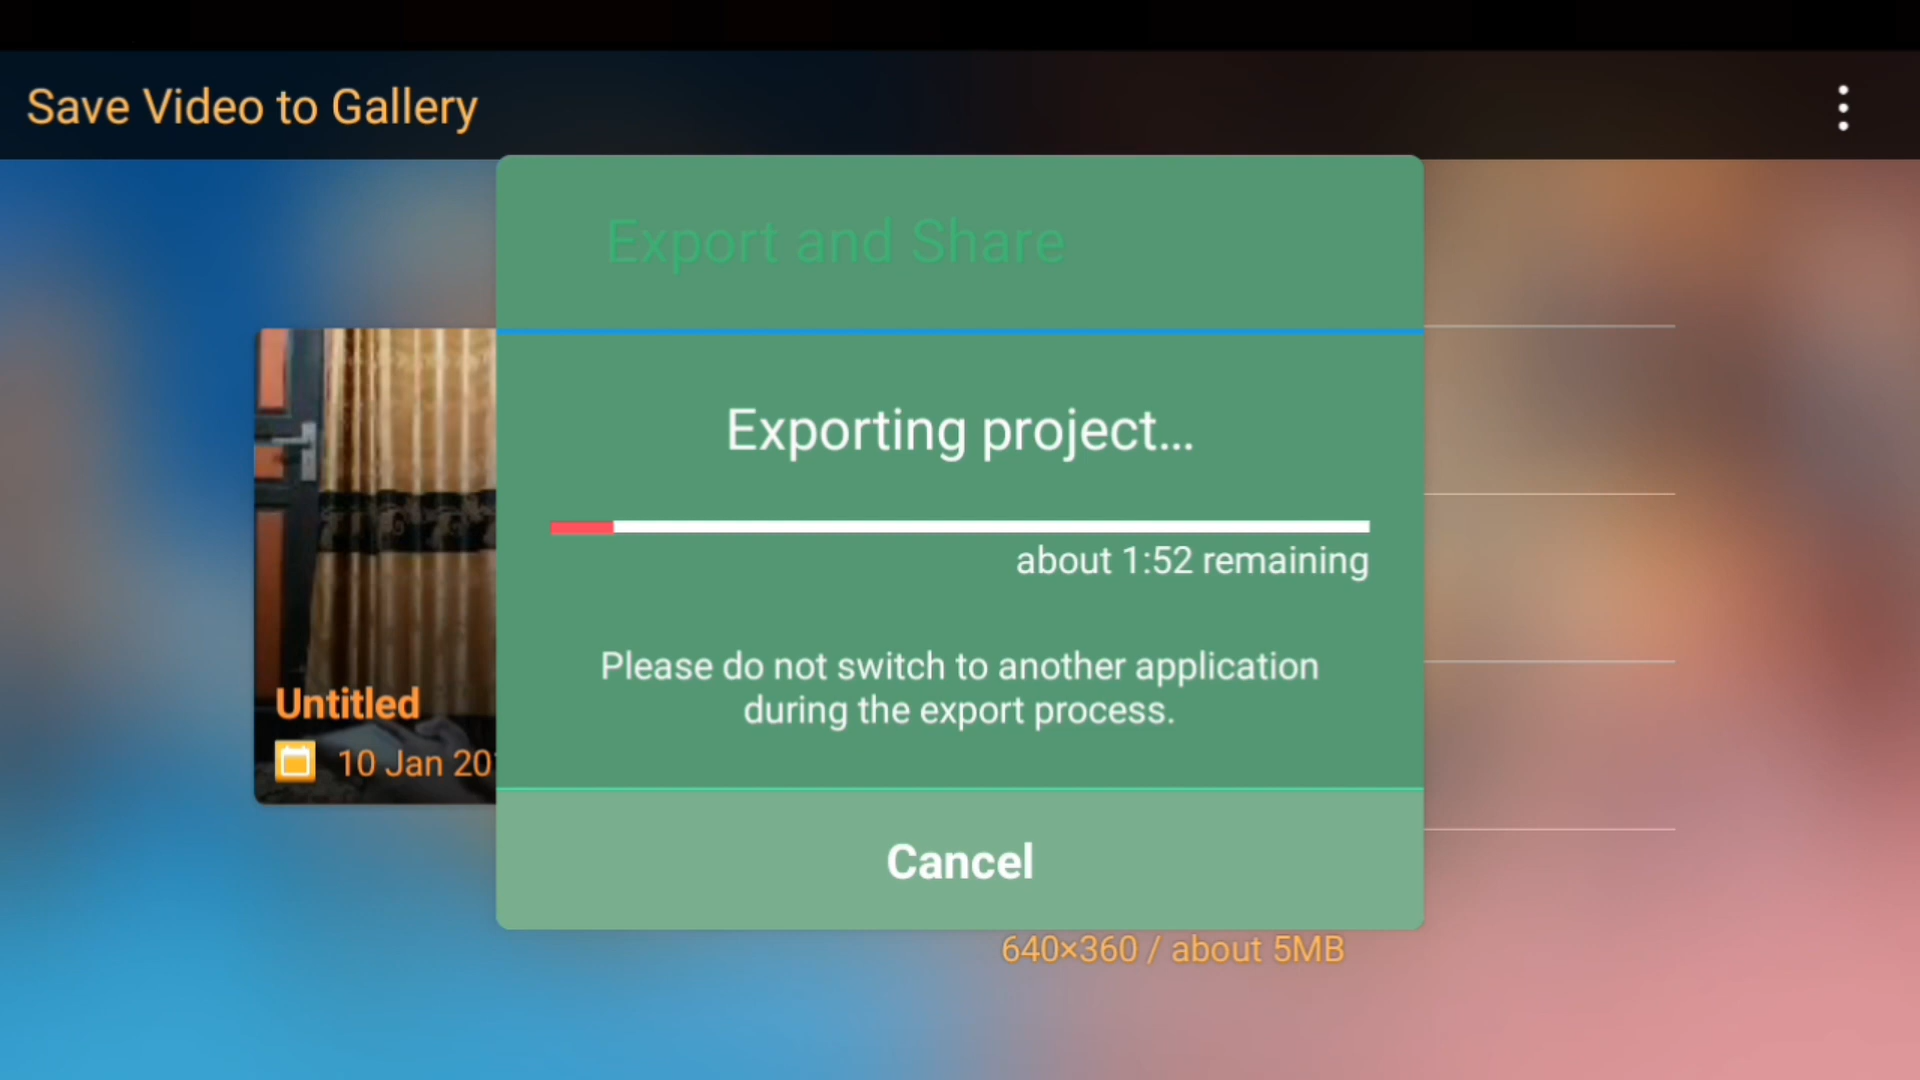 Save Video to Gallery
Export and Share
Exporting project...
about 1:52 remaining
Please do not switch to another application
during the export process.
Untitled
10 Jan
Cancel
640×360 / about 5MB